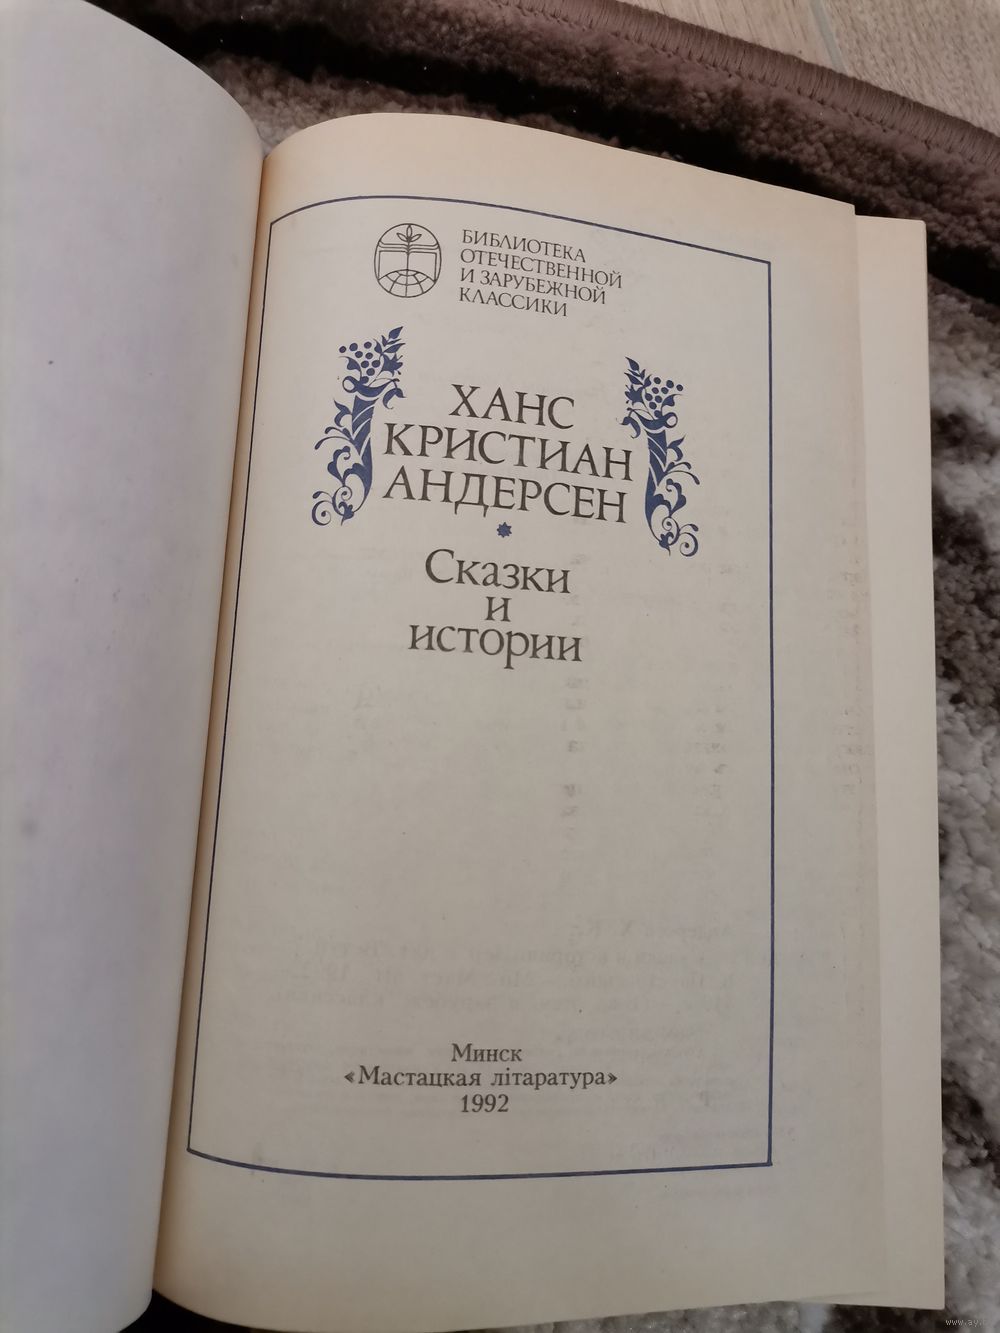 БИБЛИОТЕКА
ОТЕЧЕСТВЕННОЙ
И ЗАРУБЕЖНОЙ
КЛАССИКИ
ХАНС
КРИСТИАН
АНДЕРСЕН
Сказки
и
истории
Минск
«Мастацкая літаратура»
1992